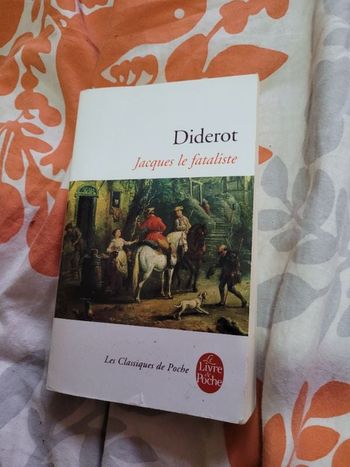 Diderot
Jacques le fataliste
Les Classiques de Poche
Le
Livre
de
Poche